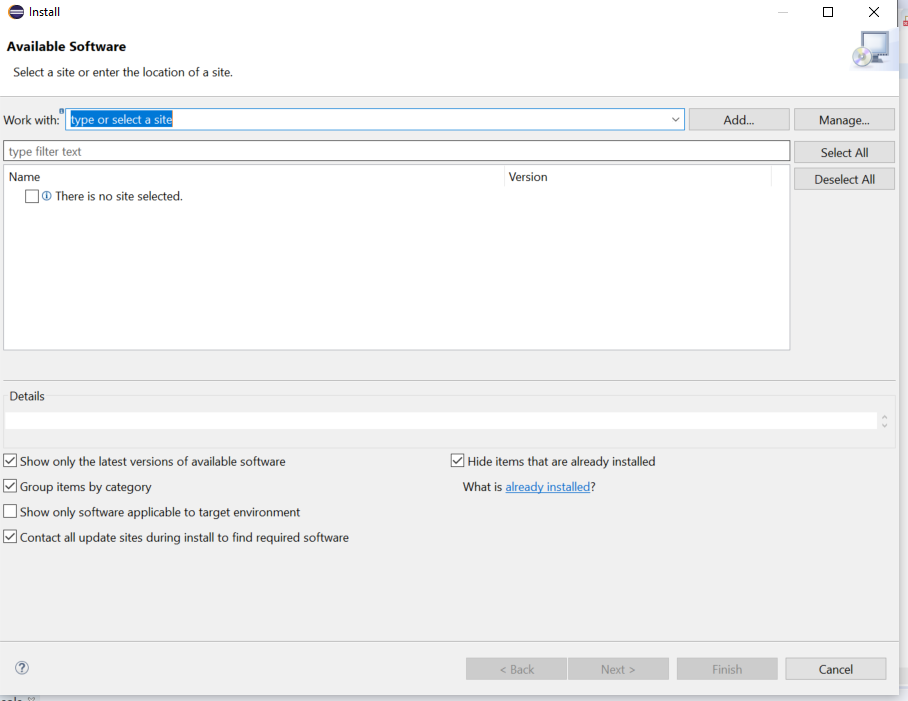 Install
Available Software
Select a site or enter the location of a site.
Work with: type or select a site Add... Manage...
type filter text Select All
Name Version Deselect All
There is no site selected.
Details
Show only the latest versions of available software Hide items that are already installed
Group items by category What is already installed?
Show only software applicable to target environment
Contact all update sites during install to find required software
? < Back Next > Finish Cancel